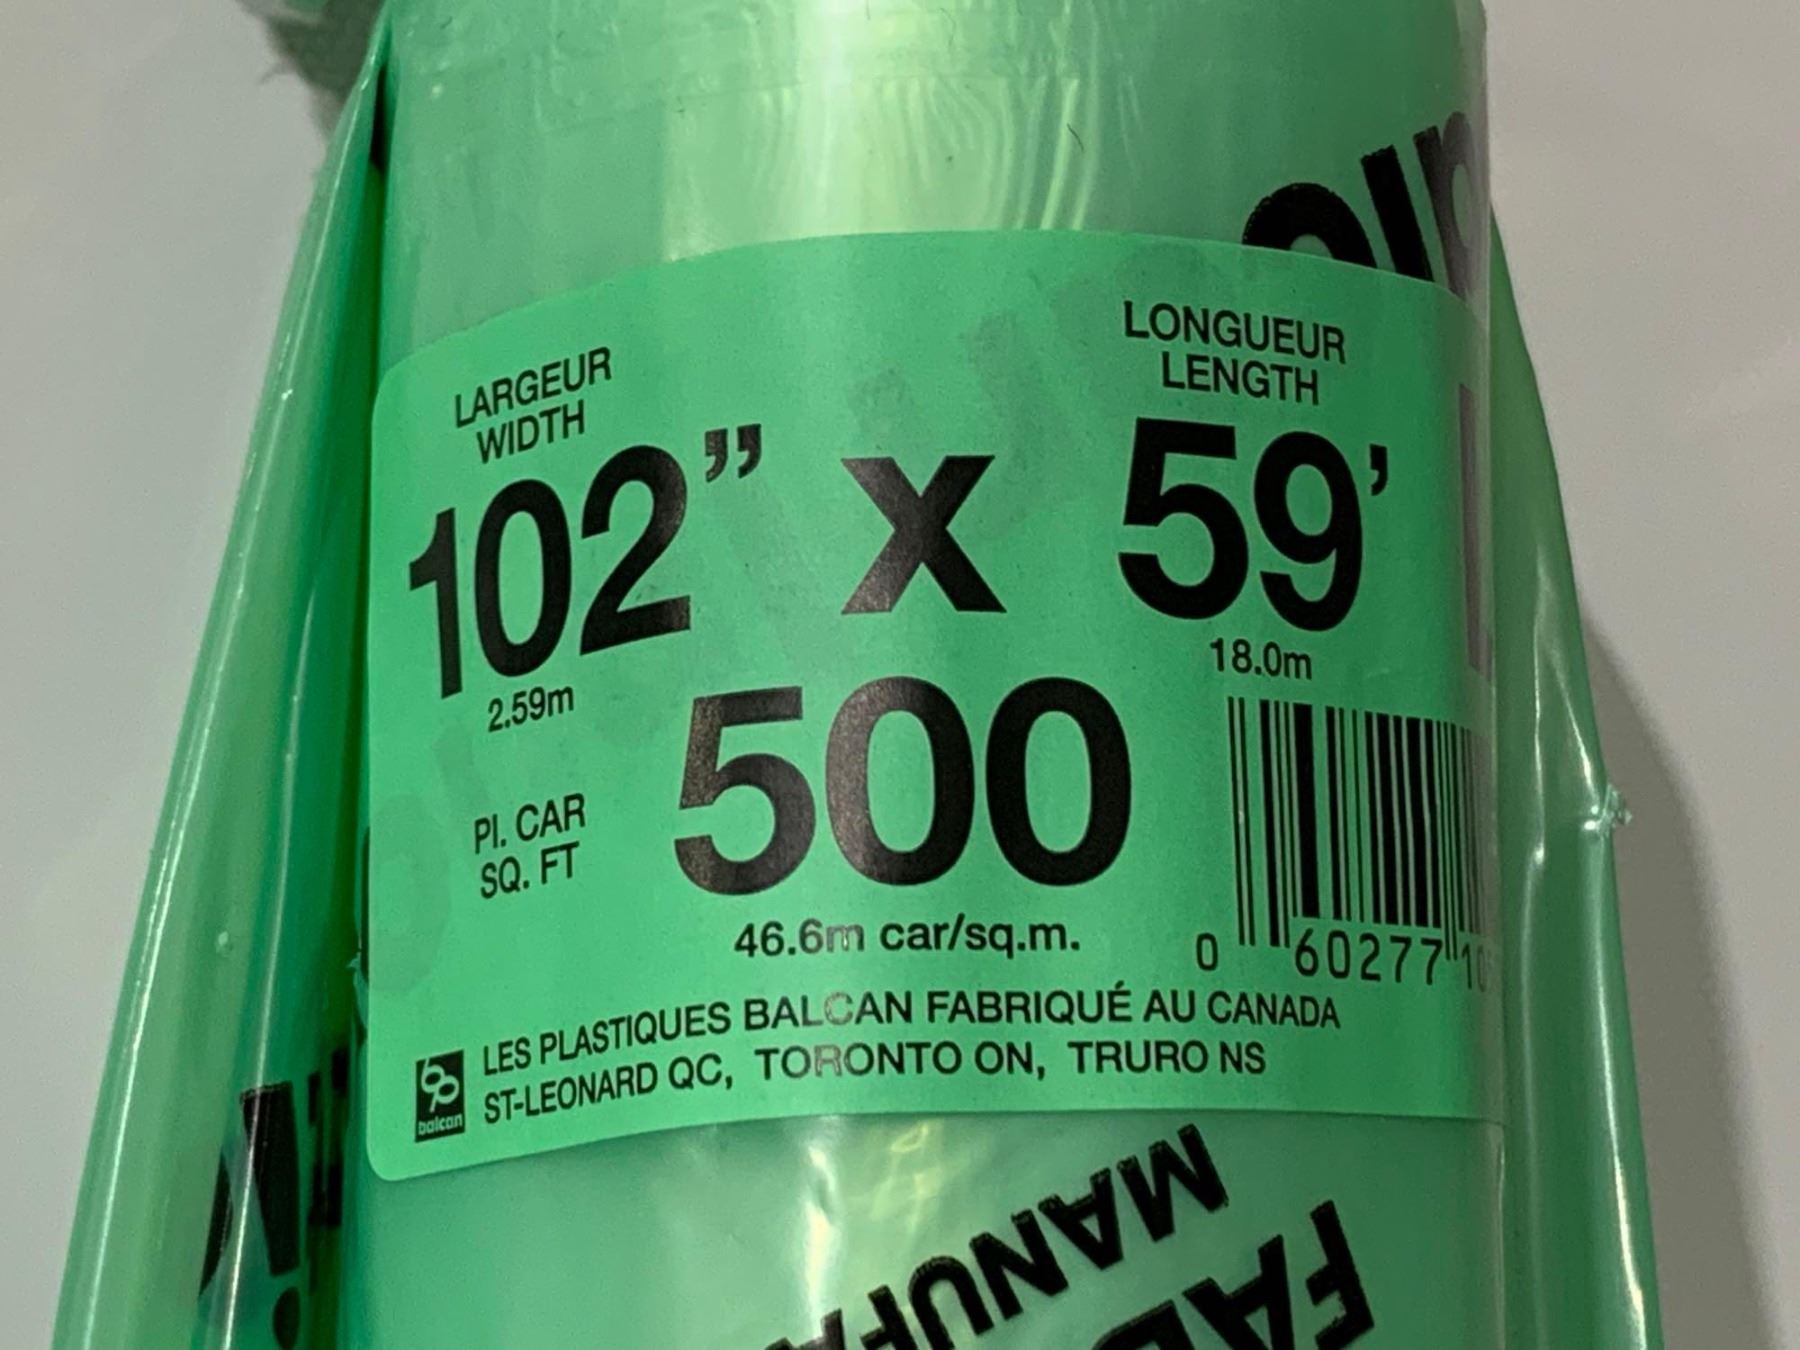 LARGEUR
WIDTH
LONGUEUR
LENGTH
102” x 59’
2.59m
18.0m
PI. CAR
SQ. FT
500
46.6m car/sq.m.
0 60277 10
LES PLASTIQUES BALCAN FABRIQUÉ AU CANADA
ST-LEONARD QC, TORONTO ON, TRURO NS
balcan